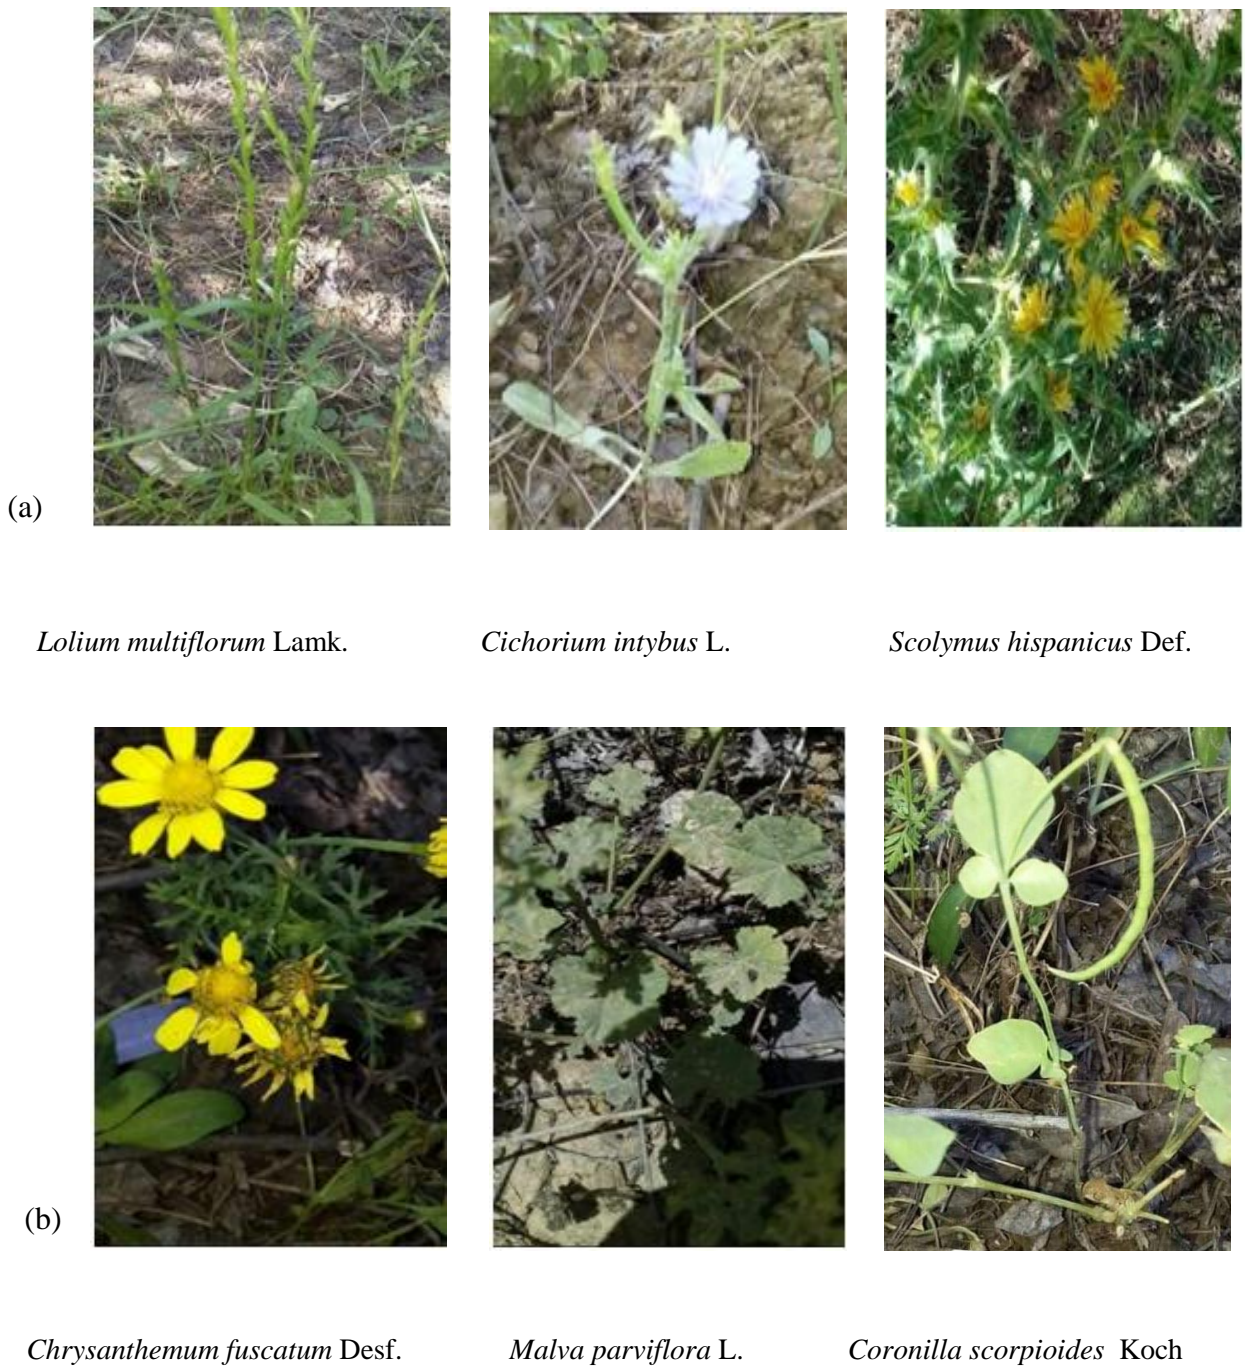 (a)
Lolium multiflorum Lamk. Cichorium intybus L. Scolymus hispanicus Def.
(b)
Chrysanthemum fuscatum Desf. Malva parviflora L. Coronilla scorpioides Koch